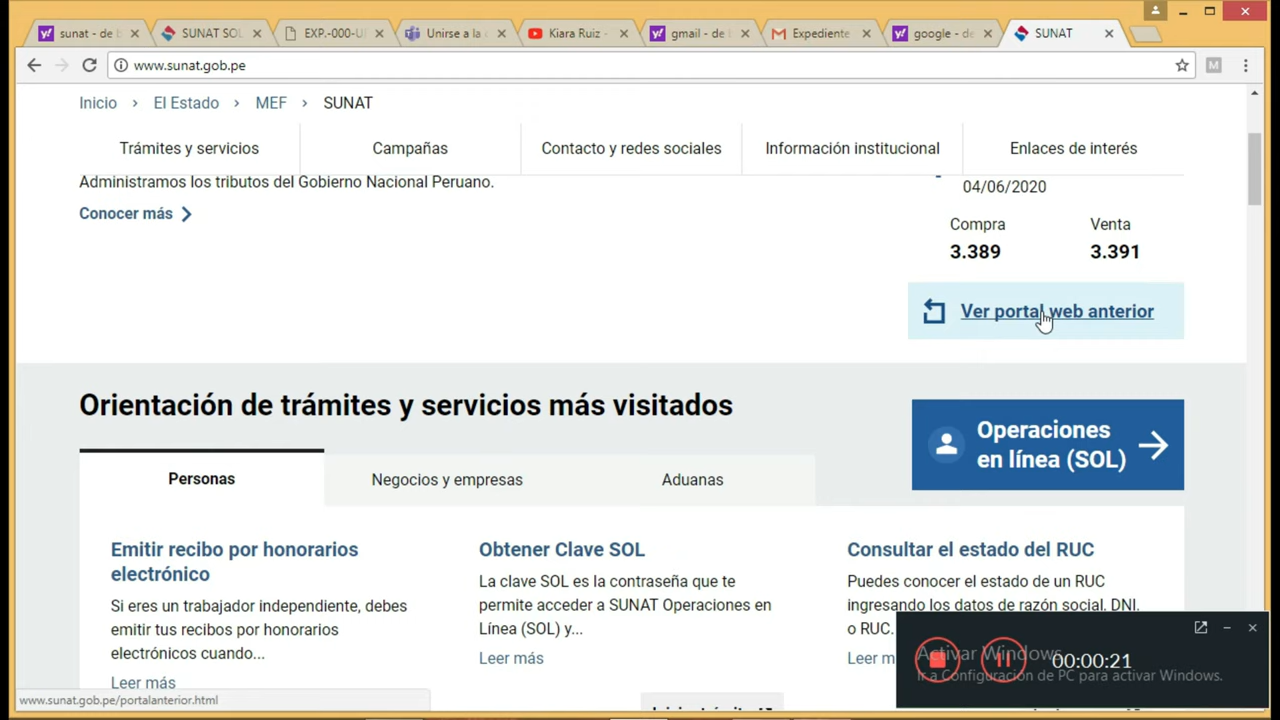 sunat - de b
SUNAT SOL
EXP.-000-U
Unirse a la c
Kiara Ruiz -
gmail - de b
Expediente
google - de
SUNAT
www.sunat.gob.pe
M
Inicio > El Estado > MEF > SUNAT
Trámites y servicios
Campañas
Contacto y redes sociales
Información institucional
Enlaces de interés
Administramos los tributos del Gobierno Nacional Peruano.
Conocer más
04/06/2020
Compra
Venta
3.389
3.391
Ver portal web anterior
Orientación de trámites y servicios más visitados
Operaciones
en línea (SOL)
Personas
Negocios y empresas
Aduanas
Emitir recibo por honorarios
electrónico
Si eres un trabajador independiente, debes
emitir tus recibos por honorarios
electrónicos cuando...
Leer más
Obtener Clave SOL
La clave SOL es la contraseña que te
permite acceder a SUNAT Operaciones en
Línea (SOL) y...
Leer más
Consultar el estado del RUC
Puedes conocer el estado de un RUC
ingresando los datos de razón social, DNI,
o RUC.
Leer m
Activar Windows
00:00:21
Ir a Configuración de PC para activar Windows.
www.sunat.gob.pe/portalanterior.html